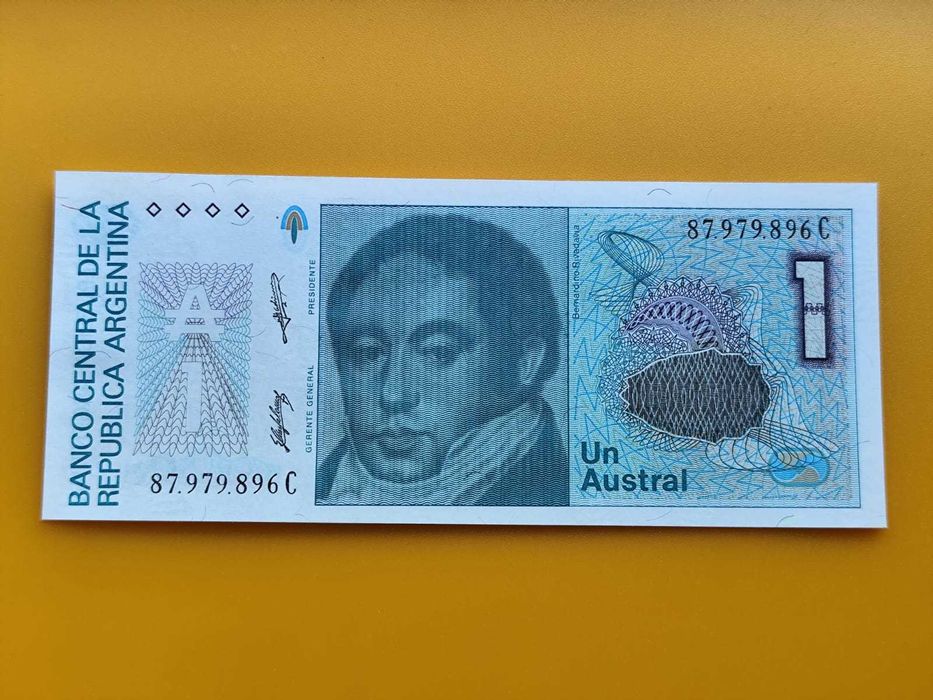 BANCO CENTRAL DE LA
REPUBLICA ARGENTINA
A
1
87.979.896 C
PRESIDENTE
GERENTE GENERAL
Bernardino Rivadavia
87.979.896 C
1
Un
Austral